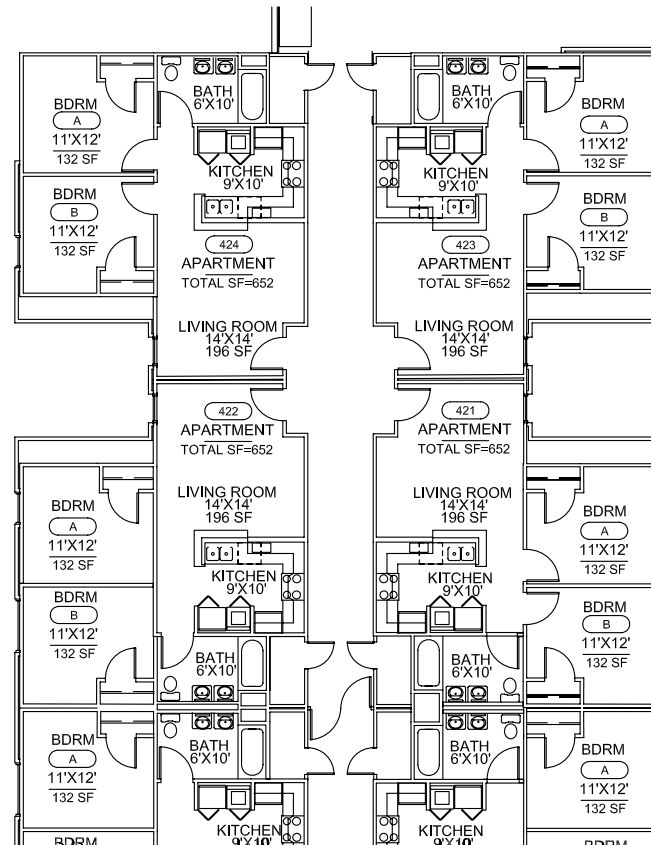 BATH
6'X10'
BATH
6'X10'
BDRM
A
11'X12'
132 SF
BDRM
A
11'X12'
132 SF
KITCHEN
9'X10'
KITCHEN
9'X10'
BDRM
B
11'X12'
132 SF
BDRM
B
11'X12'
132 SF
424
APARTMENT
TOTAL SF=652
423
APARTMENT
TOTAL SF=652
LIVING ROOM
14'X14'
196 SF
LIVING ROOM
14'X14'
196 SF
422
APARTMENT
TOTAL SF=652
421
APARTMENT
TOTAL SF=652
LIVING ROOM
14'X14'
196 SF
LIVING ROOM
14'X14'
196 SF
BDRM
A
11'X12'
132 SF
BDRM
A
11'X12'
132 SF
KITCHEN
9'X10'
KITCHEN
9'X10'
BDRM
B
11'X12'
132 SF
BDRM
B
11'X12'
132 SF
BATH
6'X10'
BATH
6'X10'
BATH
6'X10'
BATH
6'X10'
BDRM
A
11'X12'
132 SF
BDRM
A
11'X12'
132 SF
KITCHEN
9'X10'
KITCHEN
9'X10'
BDRM
BDRM